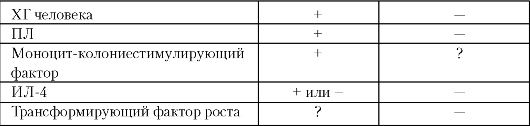 ХГ человека + —
ПЛ + —
Моноцит-колониестимулирующий + ?
фактор
ИЛ-4 + или – —
Трансформирующий фактор роста ? —